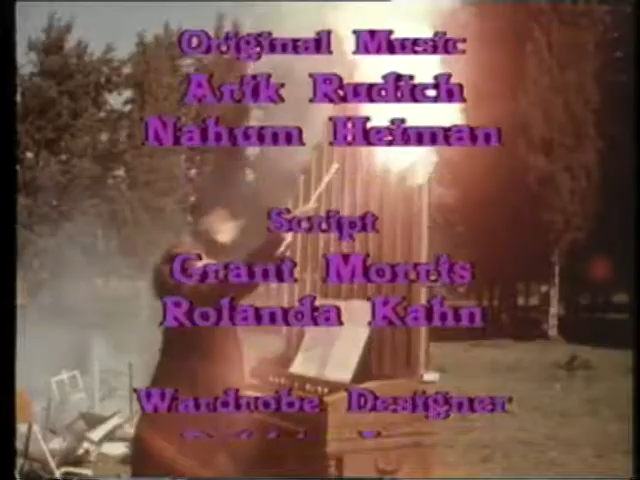 Original Music
Arik Rudich
Nahum Heiman
Script
Grant Morris
Rolanda Kahn
Wardrobe Designer